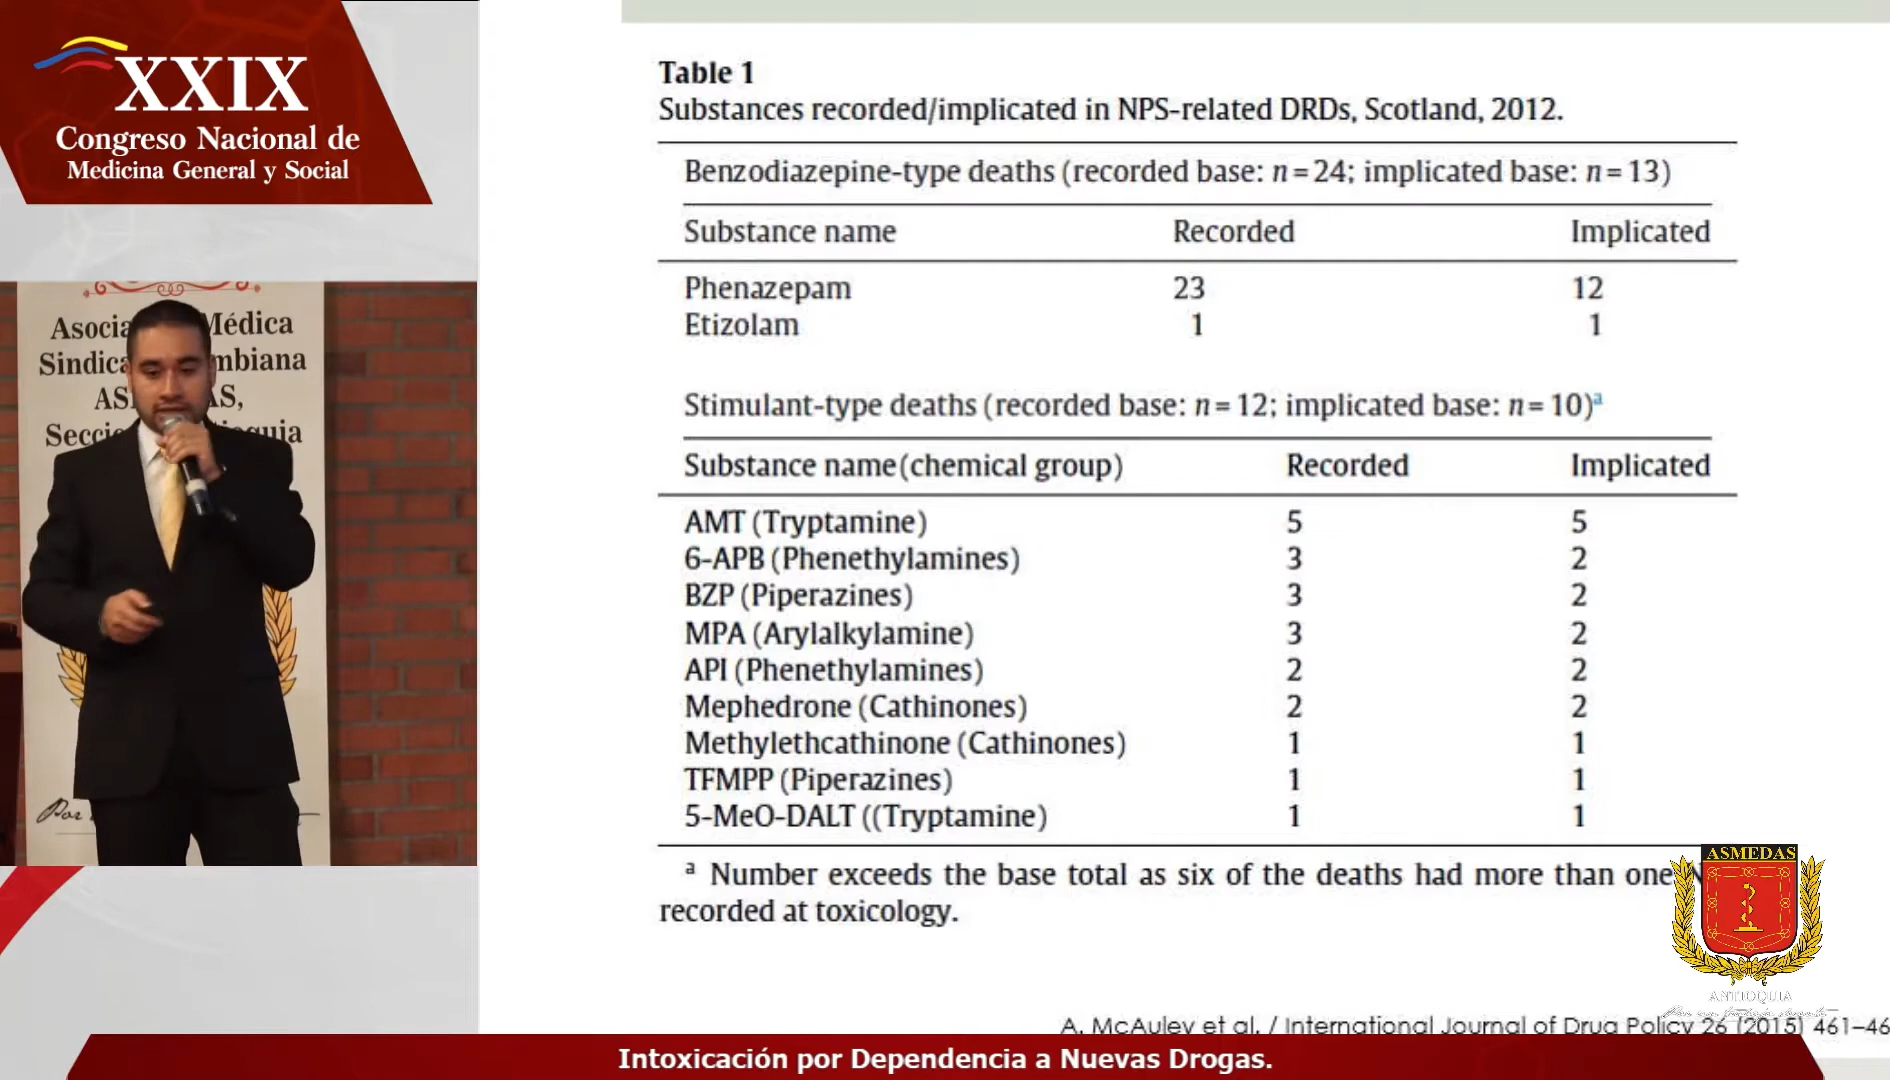 XXIX
Congreso Nacional de
Medicina General y Social
Médica
ASMEDAS
ANTIOQUIA
Table 1
Substances recorded/implicated in NPS-related DRDs, Scotland, 2012.
Benzodiazepine-type deaths (recorded base: n = 24; implicated base: n = 13)
Substance name Recorded Implicated
Phenazepam 23 12
Etizolam 1 1
Stimulant-type deaths (recorded base: n = 12; implicated base: n = 10)a
Substance name(chemical group) Recorded Implicated
AMT (Tryptamine) 5 5
6-APB (Phenethylamines) 3 2
BZP (Piperazines) 3 2
MPA (Arylalkylamine) 3 2
API (Phenethylamines) 2 2
Mephedrone (Cathinones) 2 2
Methylethcathinone (Cathinones) 1 1
TFMPP (Piperazines) 1 1
5-MeO-DALT ((Tryptamine) 1 1
a Number exceeds the base total as six of the deaths had more than one
recorded at toxicology.
A. McAuley et al. / International Journal of Drug Policy 26 (2015) 461–46
Intoxicación por Dependencia a Nuevas Drogas.